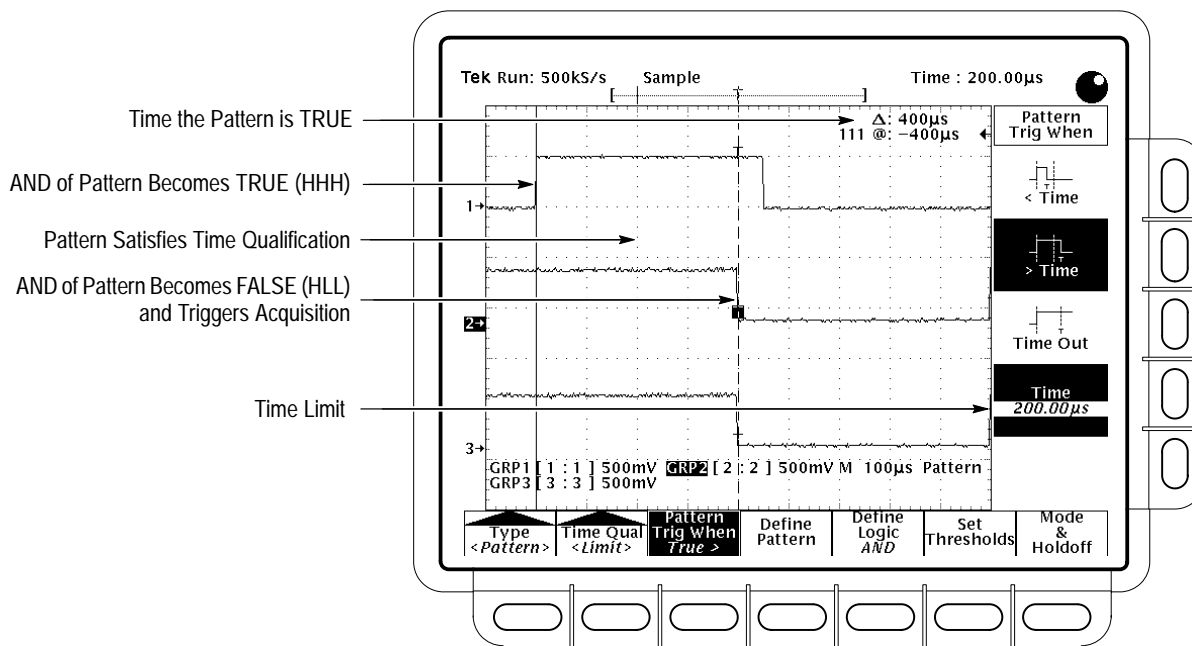 Tek Run: 500kS/s Sample Time : 200.00µs
[ T ]
Time the Pattern is TRUE
Δ: 400µs
111 @: −400µs
Pattern
Trig When
AND of Pattern Becomes TRUE (HHH)
T
< Time
1
Pattern Satisfies Time Qualification
T
> Time
AND of Pattern Becomes FALSE (HLL)
and Triggers Acquisition
2
T
Time Out
Time Limit
Time
200.00µs
3
GRP1 [ 1 : 1 ] 500mV GRP2 [ 2 : 2 ] 500mV M 100µs Pattern
GRP3 [ 3 : 3 ] 500mV
Type
<Pattern>
Time Qual
<Limit>
Pattern
Trig When
True >
Define
Pattern
Define
Logic
AND
Set
Thresholds
Mode
&
Holdoff